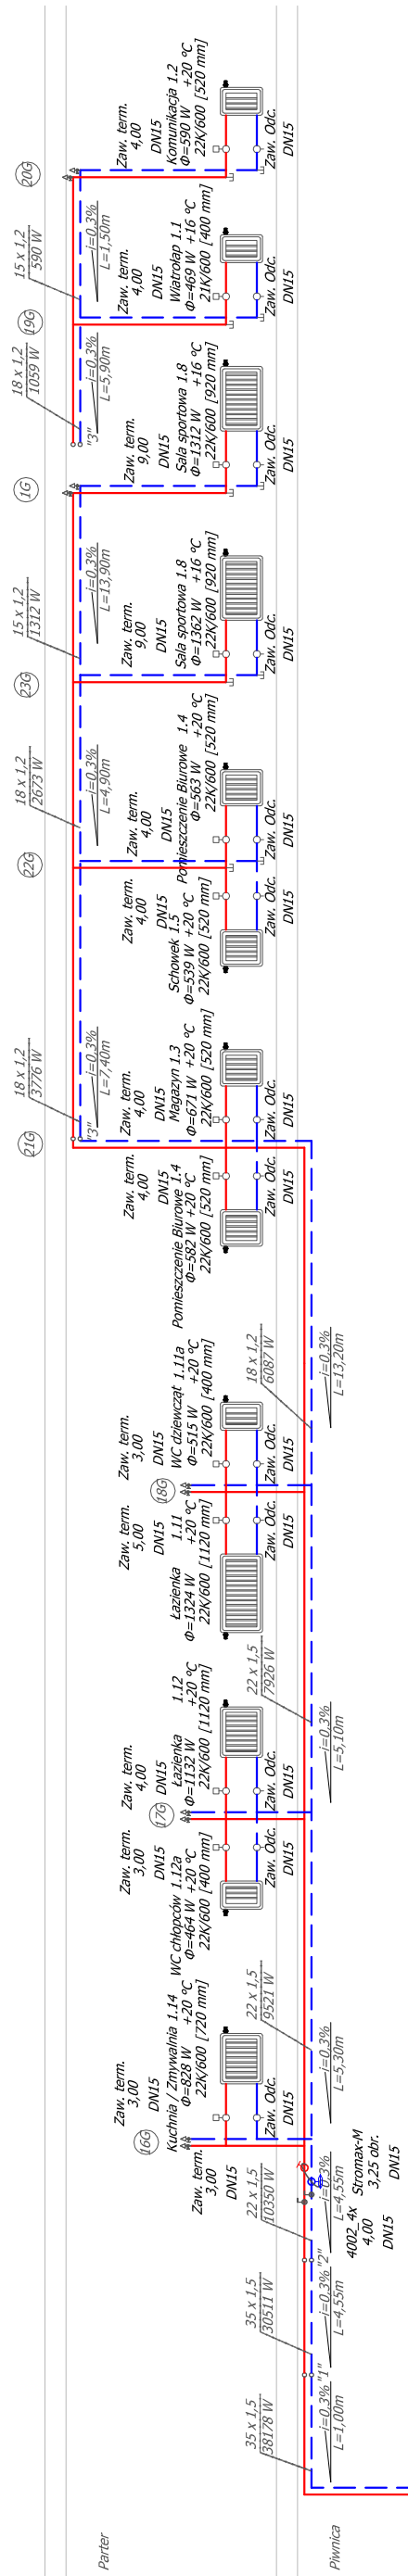 20G
15 x 1,2
590 W
i=0,3%
L=1,50m
Zaw. term.
4,00
DN15
Komunikacja 1.2
Φ=590 W +20 °C
22K/600 [520 mm]
Zaw. Odc.
DN15
19G
18 x 1,2
1059 W
i=0,3%
L=5,90m
"3"
Zaw. term.
4,00
DN15
Wiatrołap 1.1
Φ=469 W +16 °C
21K/600 [400 mm]
Zaw. Odc.
DN15
1G
15 x 1,2
1312 W
i=0,3%
L=13,90m
Zaw. term.
9,00
DN15
Sala sportowa 1.8
Φ=1312 W +16 °C
22K/600 [920 mm]
Zaw. Odc.
DN15
23G
18 x 1,2
2673 W
i=0,3%
L=4,90m
Zaw. term.
9,00
DN15
Sala sportowa 1.8
Φ=1362 W +16 °C
22K/600 [920 mm]
Zaw. Odc.
DN15
22G
18 x 1,2
3776 W
i=0,3%
L=7,40m
"3"
Zaw. term.
4,00
DN15
Pomieszczenie Biurowe 1.4
Φ=563 W +20 °C
22K/600 [520 mm]
Zaw. Odc.
DN15
Zaw. term.
4,00
DN15
Schowek 1.5
Φ=539 W +20 °C
22K/600 [520 mm]
Zaw. Odc.
DN15
21G
Zaw. term.
4,00
DN15
Magazyn 1.3
Φ=671 W +20 °C
22K/600 [520 mm]
Zaw. Odc.
DN15
Zaw. term.
4,00
DN15
Pomieszczenie Biurowe 1.4
Φ=582 W +20 °C
22K/600 [520 mm]
Zaw. Odc.
DN15
18 x 1,2
6087 W
i=0,3%
L=13,20m
Zaw. term.
3,00
DN15
WC dziewcząt 1.11a
Φ=515 W +20 °C
22K/600 [400 mm]
Zaw. Odc.
DN15
18G
Zaw. term.
5,00
DN15
Łazienka 1.11
Φ=1324 W +20 °C
22K/600 [1120 mm]
Zaw. Odc.
DN15
22 x 1,5
7926 W
i=0,3%
L=5,10m
Zaw. term.
4,00
DN15
Łazienka 1.12
Φ=1132 W +20 °C
22K/600 [1120 mm]
Zaw. Odc.
DN15
17G
Zaw. term.
3,00
DN15
WC chłopców 1.12a
Φ=464 W +20 °C
22K/600 [400 mm]
Zaw. Odc.
DN15
22 x 1,5
9521 W
i=0,3%
L=5,30m
Zaw. term.
3,00
DN15
Kuchnia / Zmywalnia 1.14
Φ=828 W +20 °C
22K/600 [720 mm]
Zaw. Odc.
DN15
16G
Zaw. term.
3,00
DN15
22 x 1,5
10350 W
i=0,3%
L=4,55m
Stromax-M
3,25 obr.
DN15
4002_4x
4,00
DN15
"2"
35 x 1,5
30511 W
i=0,3%
L=4,55m
"1"
35 x 1,5
38178 W
i=0,3%
L=1,00m
Parter
Piwnica